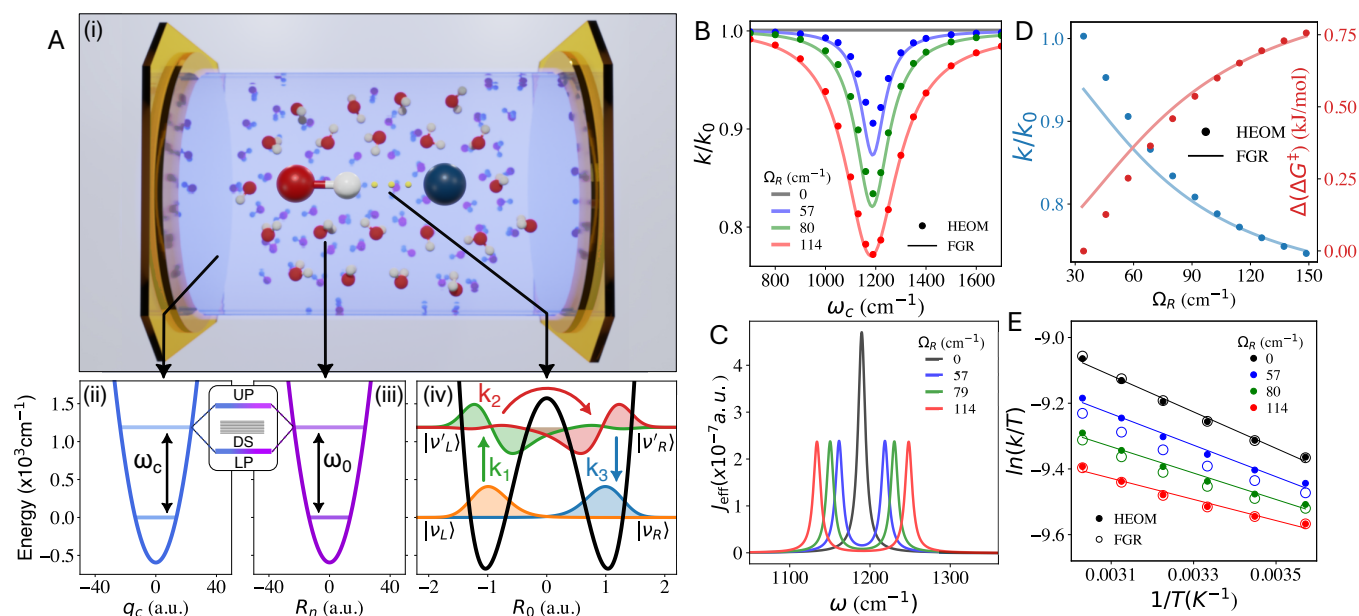 A
(i)
(ii)
UP
DS
LP
ω_c
(iii)
ω_0
(iv)
k_2
|ν'_L⟩
|ν'_R⟩
k_1
k_3
|ν_L⟩
|ν_R⟩
Energy (x10³cm⁻¹)
1.5
1.0
0.5
0.0
−0.5
−40 0 40
q_c (a.u.)
−40 0 40
R_n (a.u.)
−2 −1 0 1 2
R_0 (a.u.)
B
k/k_0
1.0
0.9
0.8
Ω_R (cm⁻¹)
0
57
80
114
HEOM
FGR
800 1000 1200 1400 1600
ω_c (cm⁻¹)
C
J_eff(x10⁻⁷a.u.)
4
2
0
Ω_R (cm⁻¹)
0
57
79
114
1100 1200 1300
ω (cm⁻¹)
D
k/k_0
1.0
0.9
0.8
HEOM
FGR
0.75
0.50
0.25
0.00
Δ(ΔG‡) (kJ/mol)
30 60 90 120 150
Ω_R (cm⁻¹)
E
ln(k/T)
−9.0
−9.2
−9.4
−9.6
Ω_R (cm⁻¹)
0
57
80
114
HEOM
FGR
0.0031 0.0033 0.0035
1/T(K⁻¹)